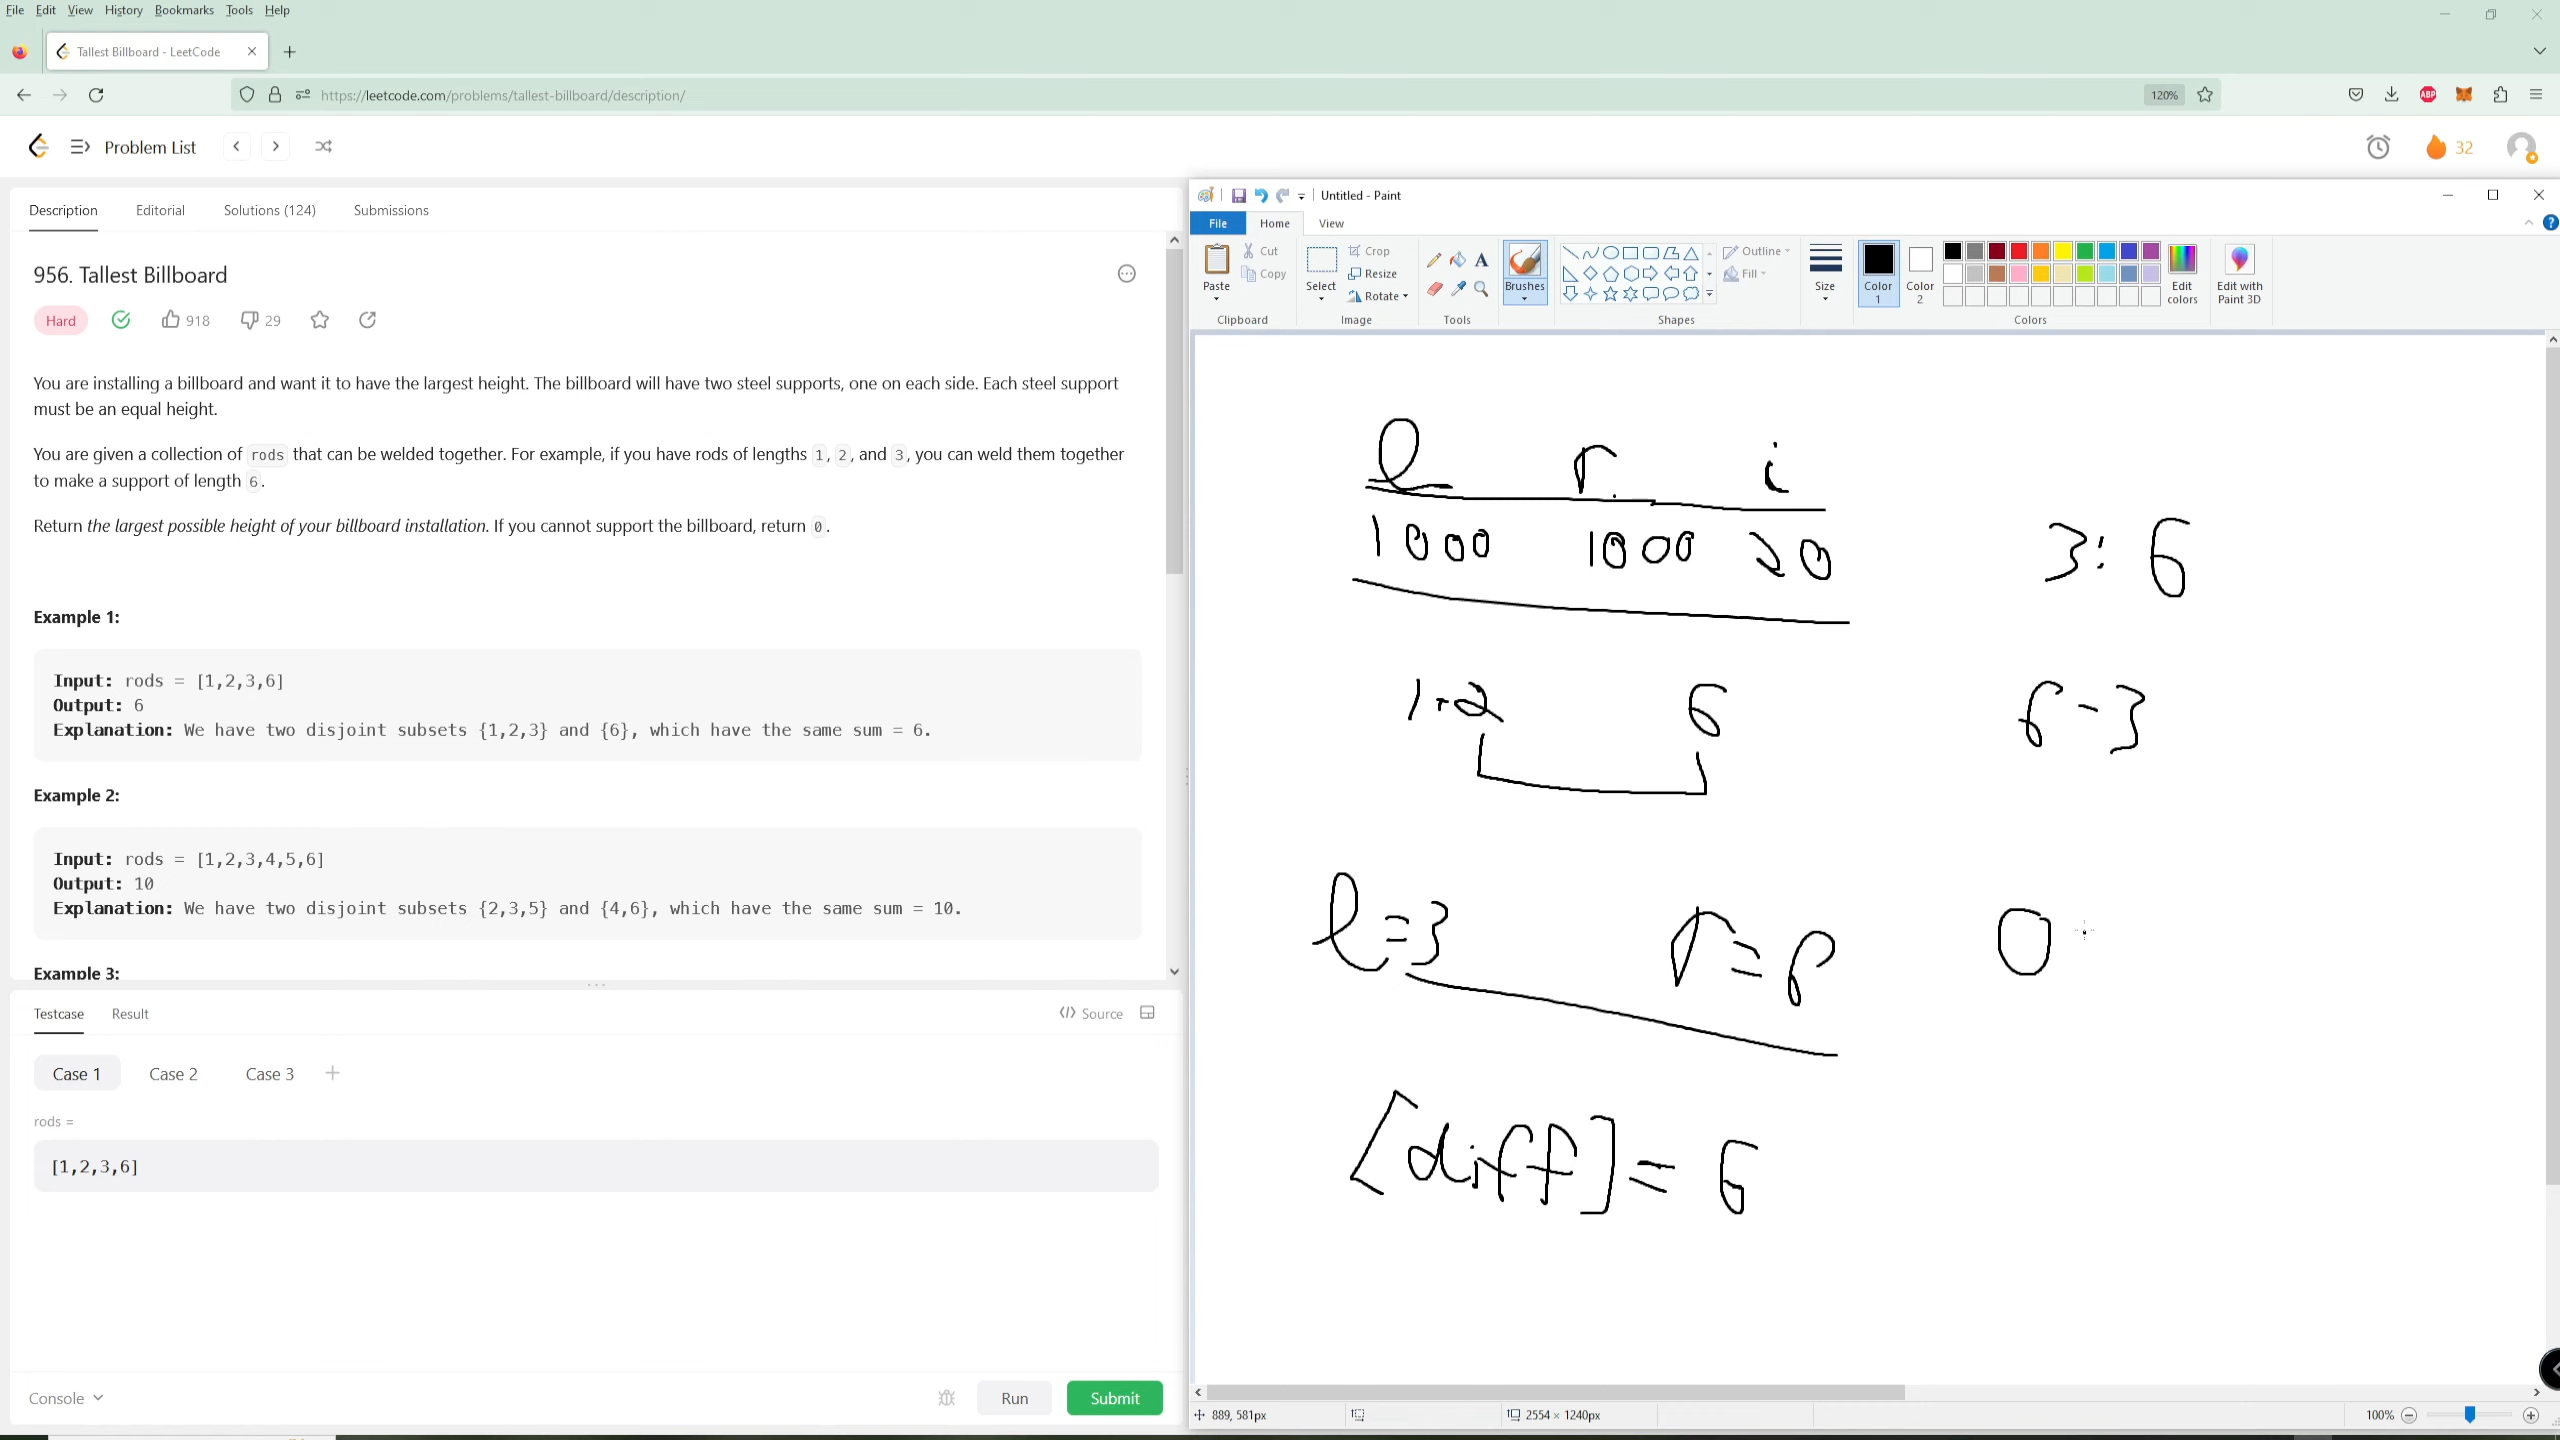 File Edit View History Bookmarks Tools Help
Tallest Billboard - LeetCode
https://leetcode.com/problems/tallest-billboard/description/
120%
ABP
Problem List
32
Description Editorial Solutions (124) Submissions
956. Tallest Billboard
Hard 918 29
You are installing a billboard and want it to have the largest height. The billboard will have two steel supports, one on each side. Each steel support
must be an equal height.
You are given a collection of rods that can be welded together. For example, if you have rods of lengths 1, 2, and 3, you can weld them together
to make a support of length 6.
Return the largest possible height of your billboard installation. If you cannot support the billboard, return 0.
Example 1:
Input: rods = [1,2,3,6]
Output: 6
Explanation: We have two disjoint subsets {1,2,3} and {6}, which have the same sum = 6.
Example 2:
Input: rods = [1,2,3,4,5,6]
Output: 10
Explanation: We have two disjoint subsets {2,3,5} and {4,6}, which have the same sum = 10.
Example 3:
Testcase Result
Source
Case 1 Case 2 Case 3
rods =
[1,2,3,6]
Console
Run Submit
Untitled - Paint
File Home View
Paste
Cut
Copy
Clipboard
Select
Crop
Resize
Rotate
Image
A
Tools
Brushes
Outline
Fill
Shapes
Size
Color 1
Color 2
Edit colors
Colors
Edit with Paint 3D
l r i
1000 1000 20
3: 6
1+2 6
6-3
l=3
0
[diff]= 6
889, 581px
2554 × 1240px
100%